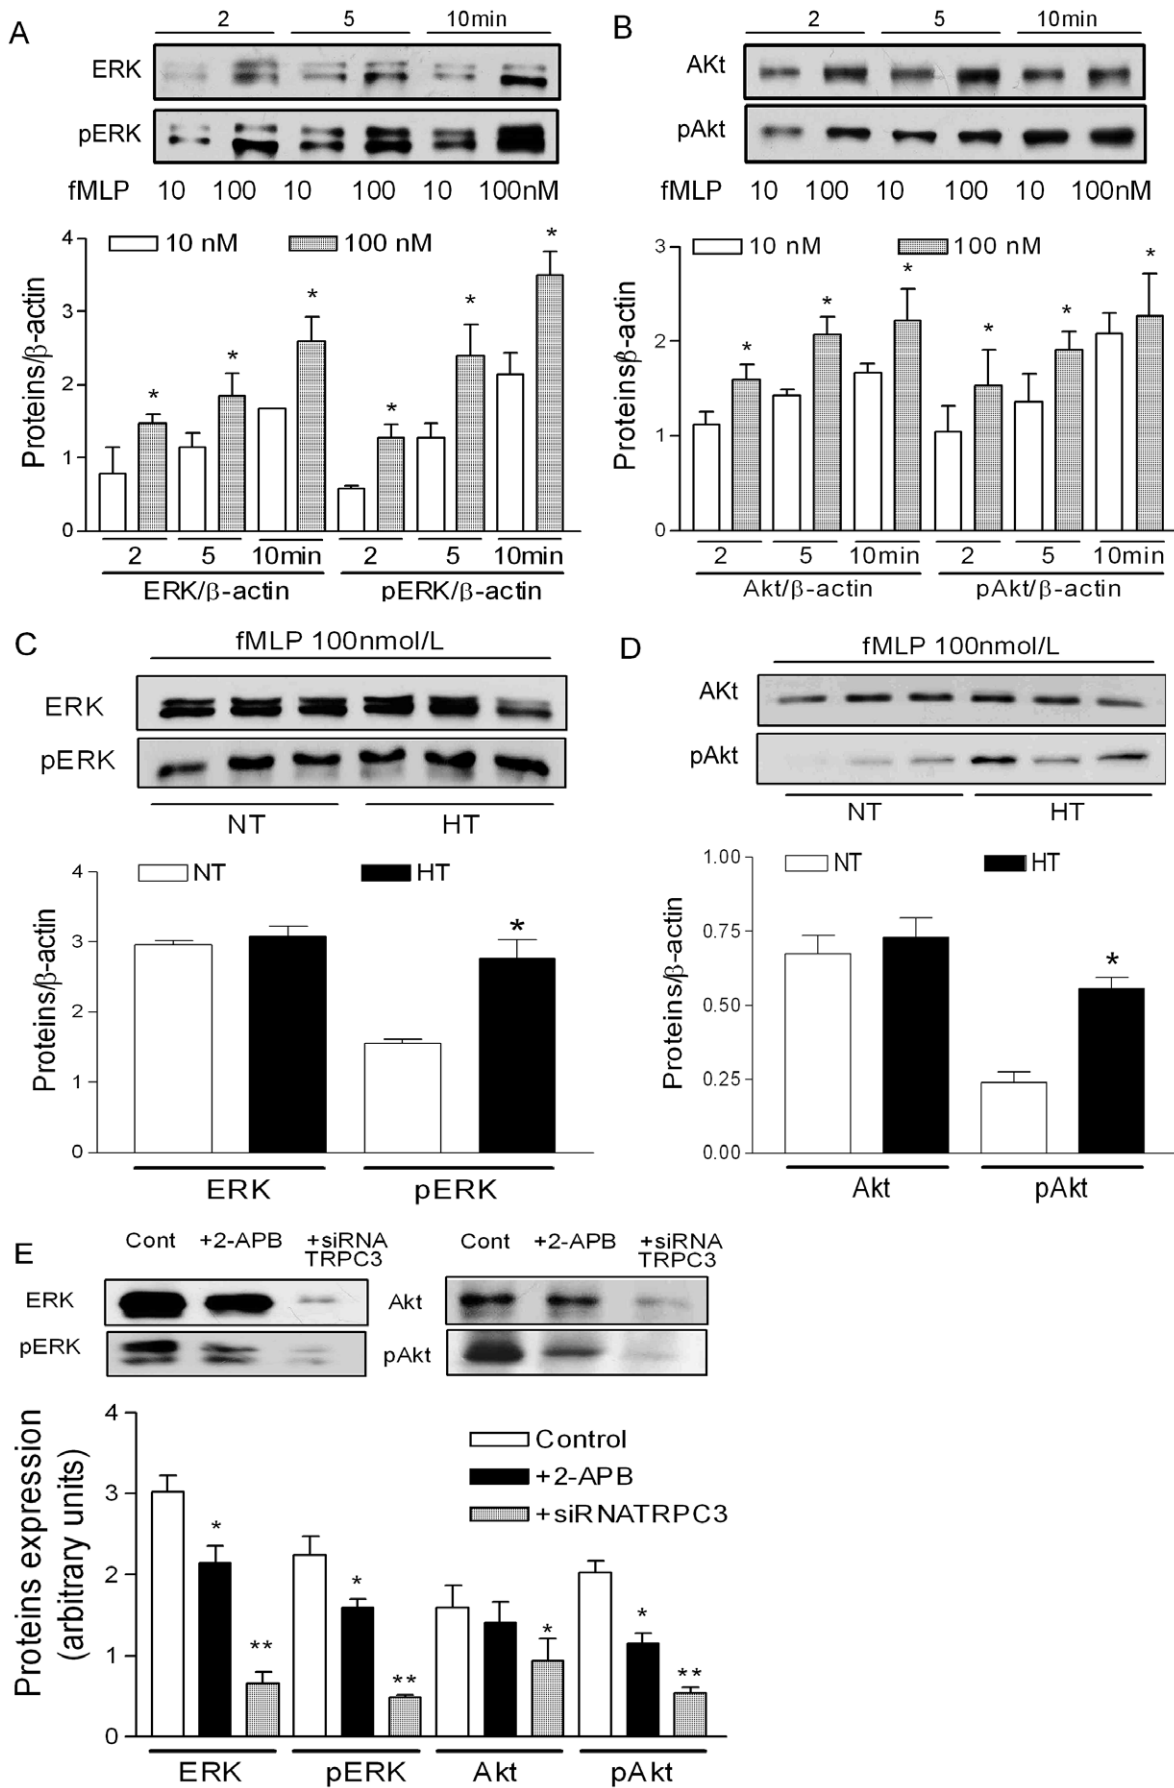 A
2 5 10min
ERK
pERK
fMLP 10 100 10 100 10 100nM
10 nM 100 nM
Proteins/β-actin
4
3
2
1
0
* * * * * *
2 5 10min 2 5 10min
ERK/β-actin pERK/β-actin
B
2 5 10min
AKt
pAkt
fMLP 10 100 10 100 10 100nM
10 nM 100 nM
Proteinsβ-actin
3
2
1
0
* * * * * *
2 5 10min 2 5 10min
Akt/β-actin pAkt/β-actin
C
fMLP 100nmol/L
ERK
pERK
NT HT
NT HT
Proteins/β-actin
4
3
2
1
0
*
ERK pERK
D
fMLP 100nmol/L
AKt
pAkt
NT HT
NT HT
Proteins/β-actin
1.00
0.75
0.50
0.25
0.00
*
Akt pAkt
E
Cont +2-APB +siRNA
TRPC3
ERK
pERK
Cont +2-APB +siRNA
TRPC3
Akt
pAkt
Proteins expression
(arbitrary units)
4
3
2
1
0
Control
+2-APB
+siRNATRPC3
* ** * ** * * **
ERK pERK Akt pAkt